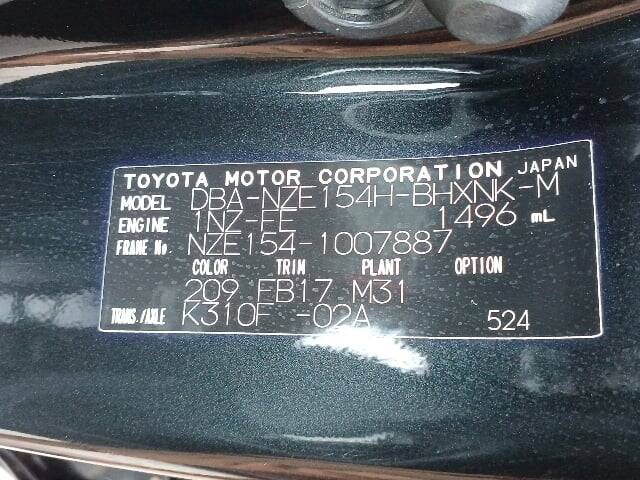 TOYOTA MOTOR CORPORATION JAPAN
MODEL DBA-NZE154H-BHXNK-M
ENGINE 1NZ-FE 1496 mL
FRAME No. NZE154-1007887
COLOR TRIM PLANT OPTION
209 FB17 M31
TRANS./AXLE K310F -02A 524